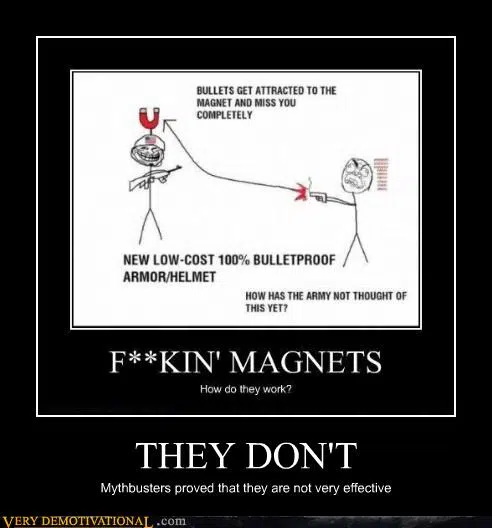 BULLETS GET ATTRACTED TO THE
MAGNET AND MISS YOU
COMPLETELY
NEW LOW-COST 100% BULLETPROOF
ARMOR/HELMET
HOW HAS THE ARMY NOT THOUGHT OF
THIS YET?
F**KIN' MAGNETS
How do they work?
THEY DON'T
Mythbusters proved that they are not very effective
VERY DEMOTIVATIONAL.com